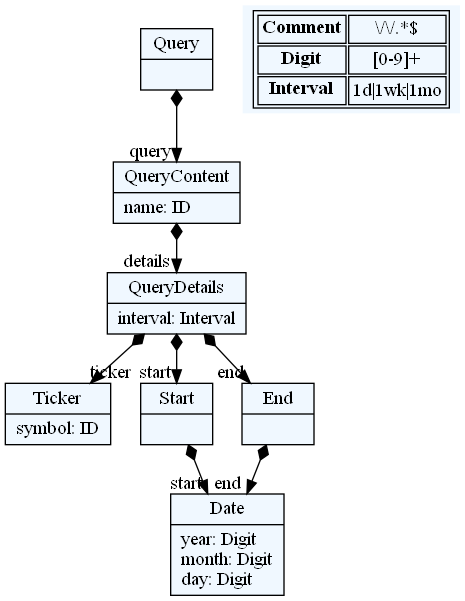 Query
Comment \/\/.*$
Digit [0-9]+
Interval 1d|1wk|1mo
query
QueryContent
name: ID
details
QueryDetails
interval: Interval
ticker start end
Ticker Start End
symbol: ID
start end
Date
year: Digit
month: Digit
day: Digit